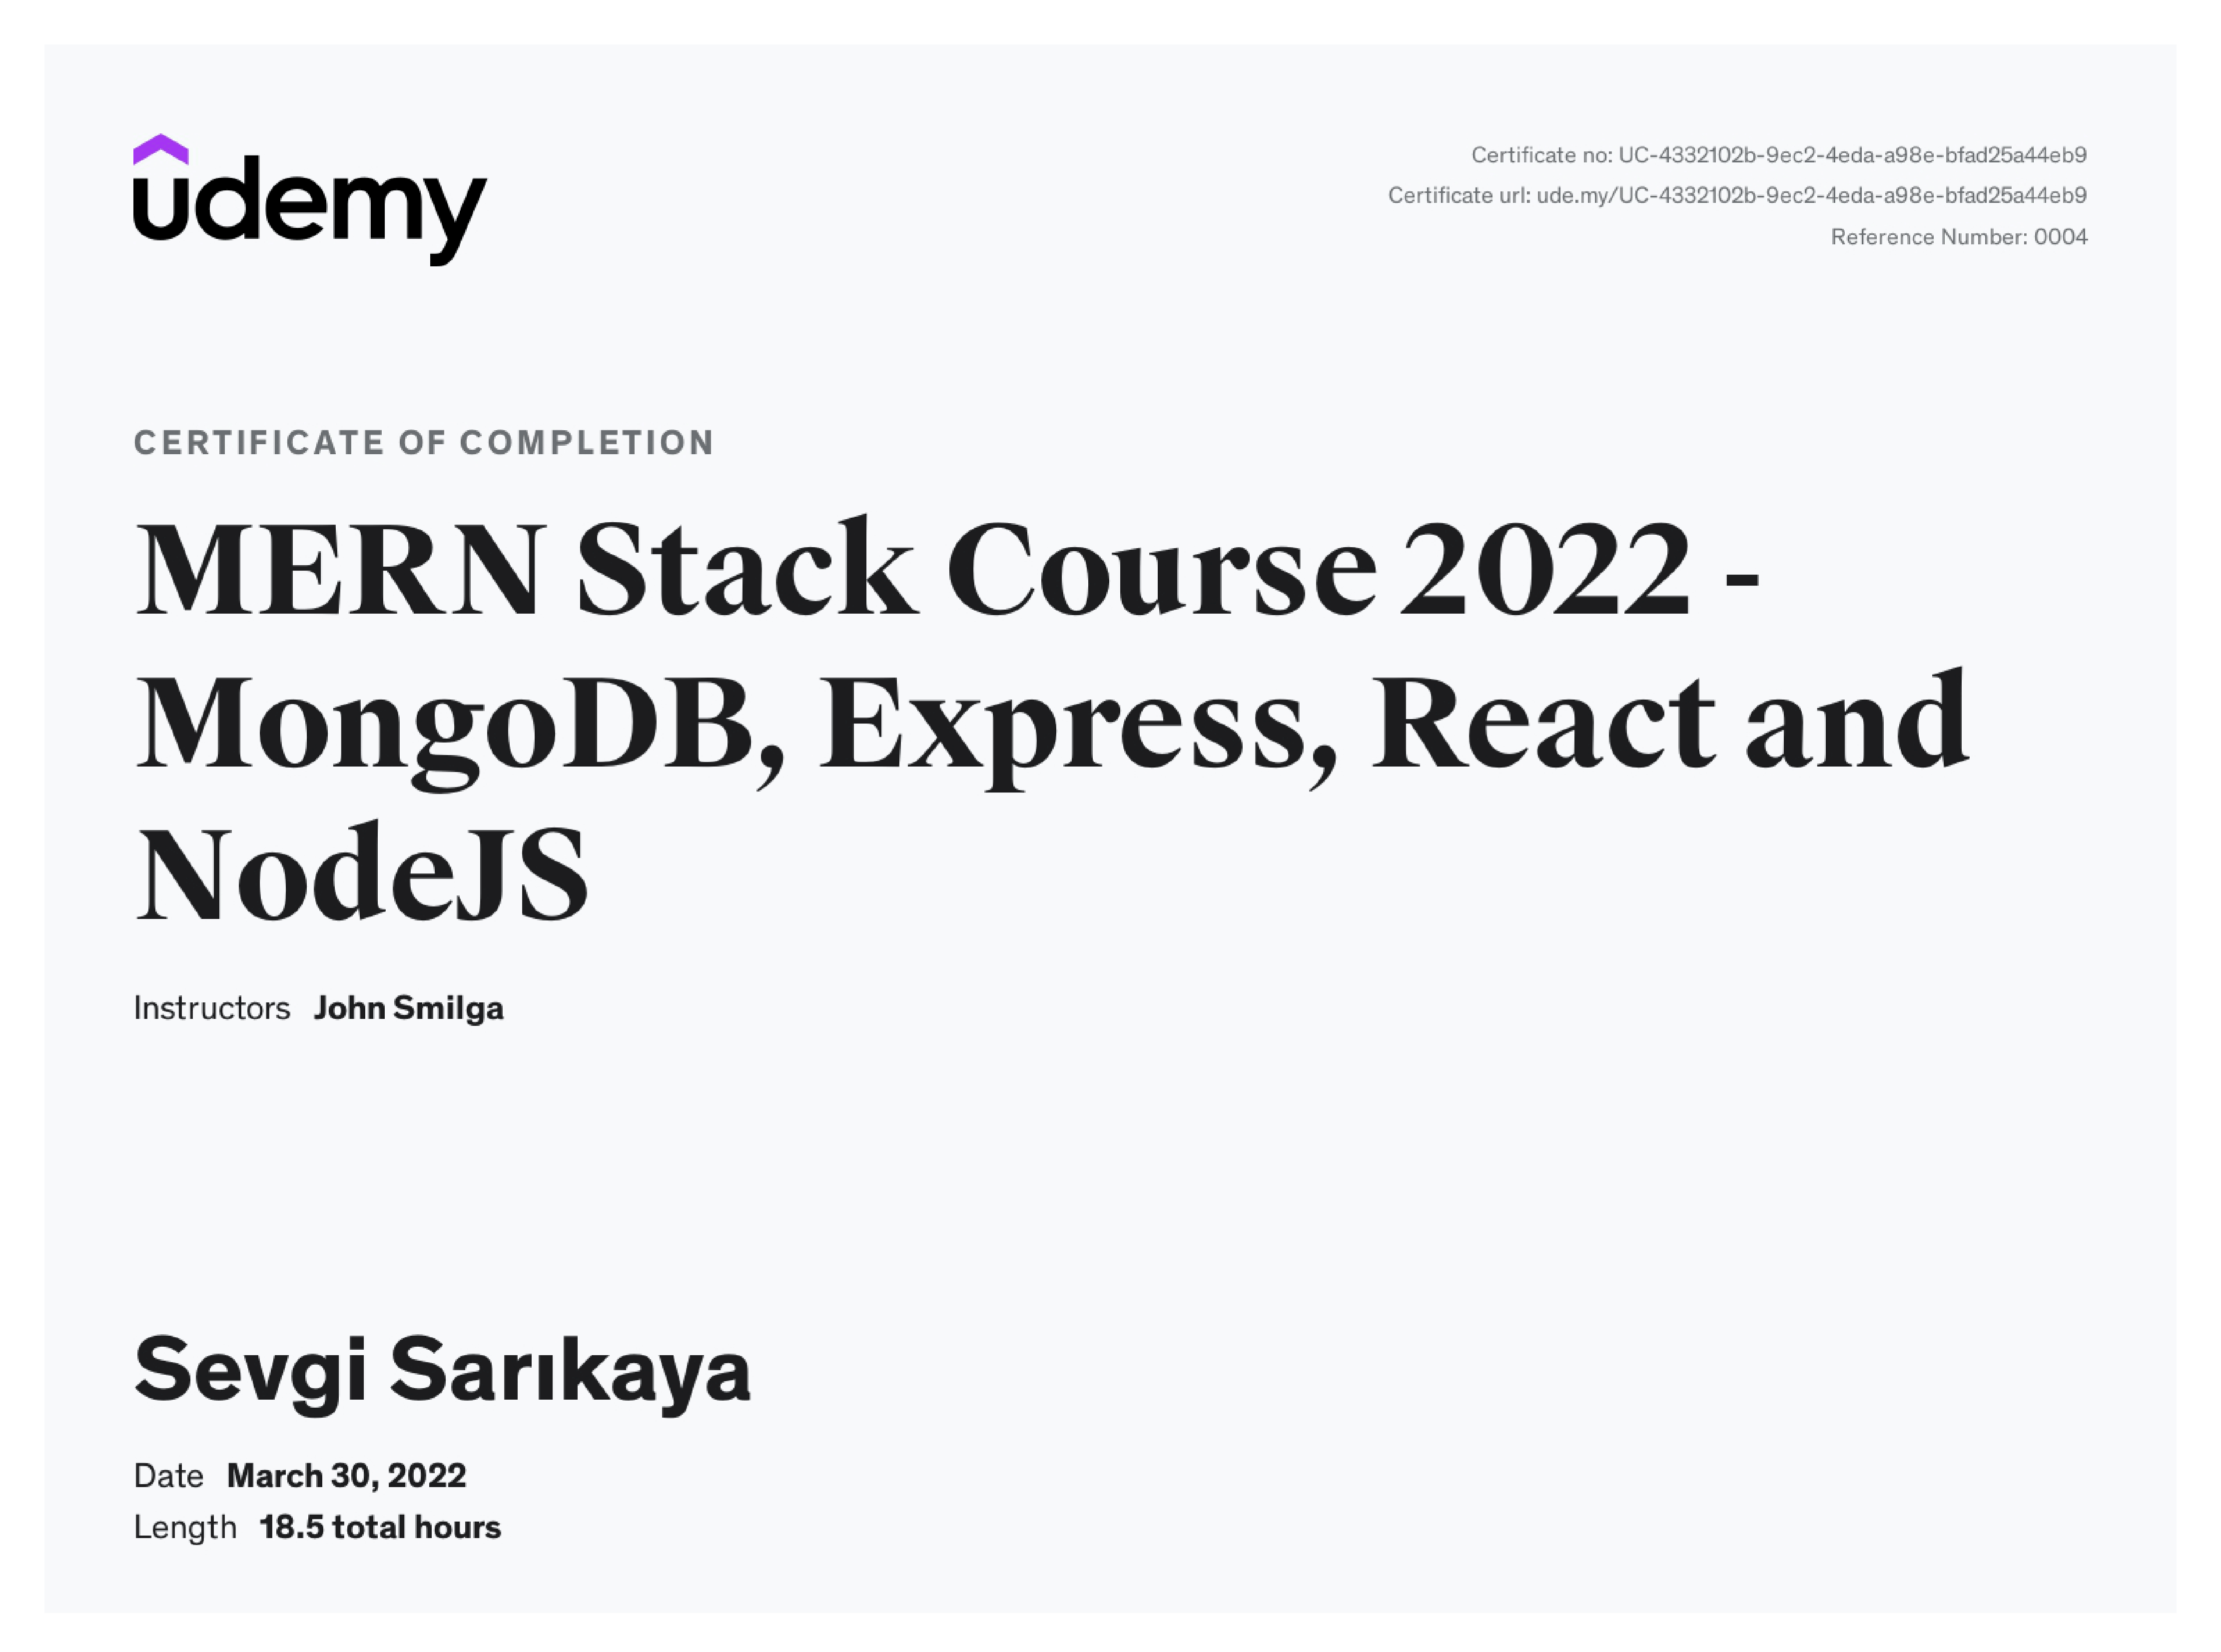 udemy
Certificate no: UC-4332102b-9ec2-4eda-a98e-bfad25a44eb9
Certificate url: ude.my/UC-4332102b-9ec2-4eda-a98e-bfad25a44eb9
Reference Number: 0004
CERTIFICATE OF COMPLETION
MERN Stack Course 2022 -
MongoDB, Express, React and
NodeJS
Instructors John Smilga
Sevgi Sarıkaya
Date March 30, 2022
Length 18.5 total hours